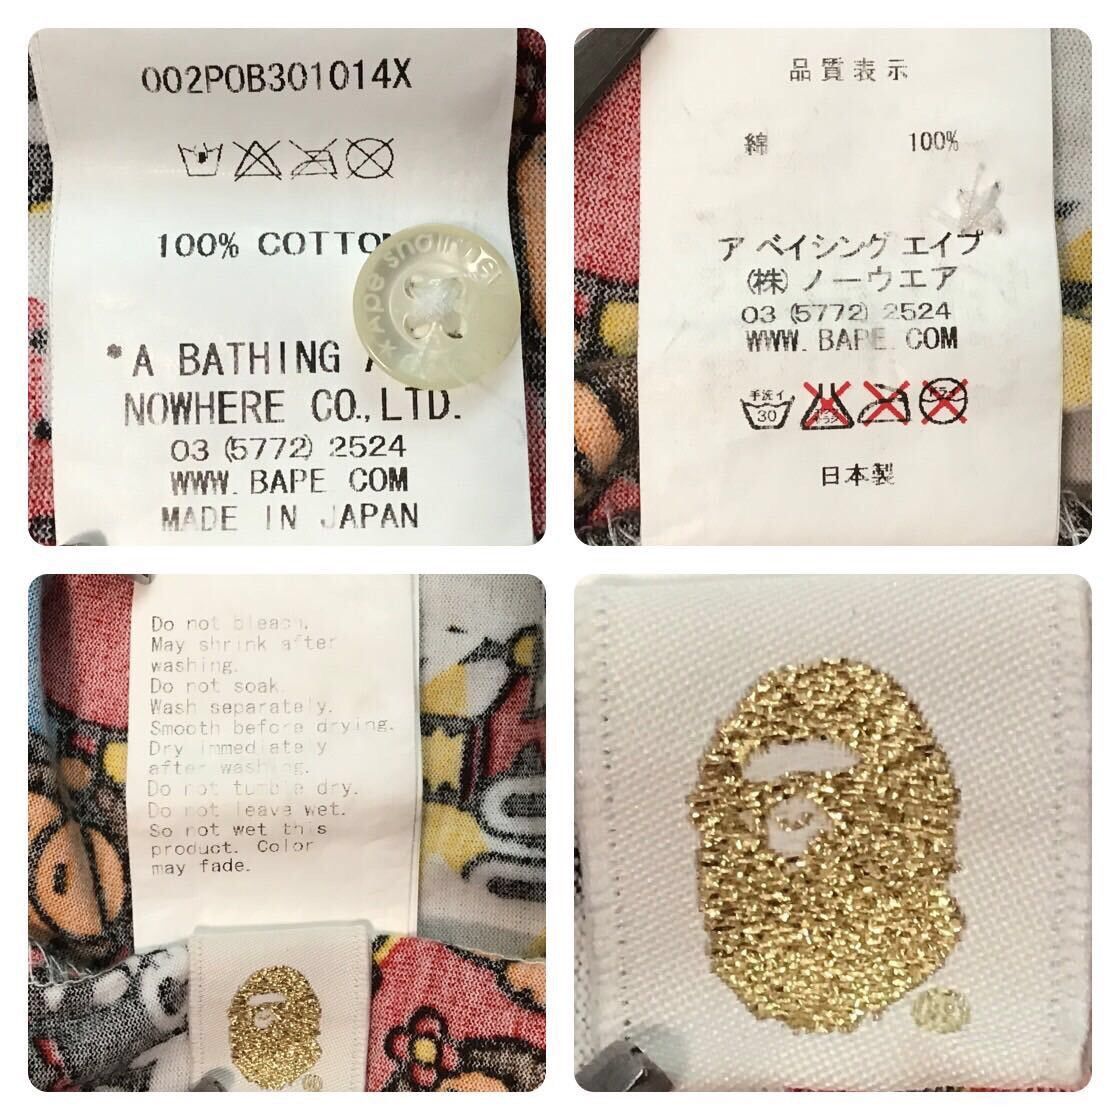 002P0B301014X
100% COTTO
*A BATHING
NOWHERE CO.,LTD.
03 (5772) 2524
WWW. BAPE. COM
MADE IN JAPAN
品質表示
綿 100%
ア ベイシング エイプ
(株) ノーウエア
03 (5772) 2524
WWW. BAPE. COM
手洗イ
30
日本製
Do not bleach.
May shrink after
washing.
Do not soak.
Wash separately.
Smooth before drying.
Dry immediately
after washing.
Do not tumble dry.
Do not leave wet.
So not wet this
product. Color
may fade.